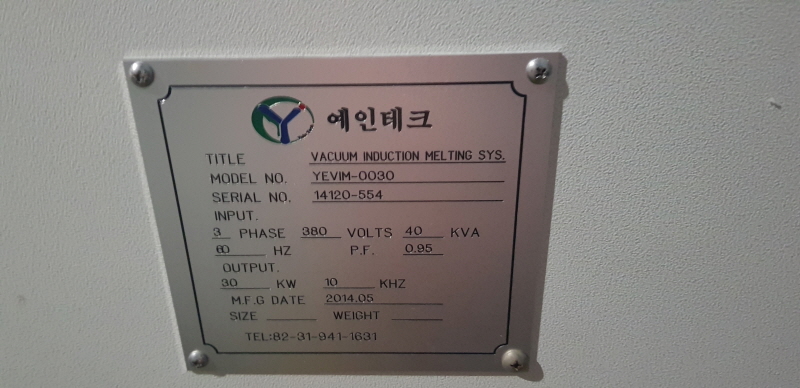 예인테크
TITLE VACUUM INDUCTION MELTING SYS.
MODEL NO. YEVIM-0030
SERIAL NO. 14120-554
INPUT.
3 PHASE 380 VOLTS 40 KVA
60 HZ P.F. 0.95
OUTPUT.
30 KW 10 KHZ
M.F.G DATE 2014.05
SIZE WEIGHT
TEL:82-31-941-1631